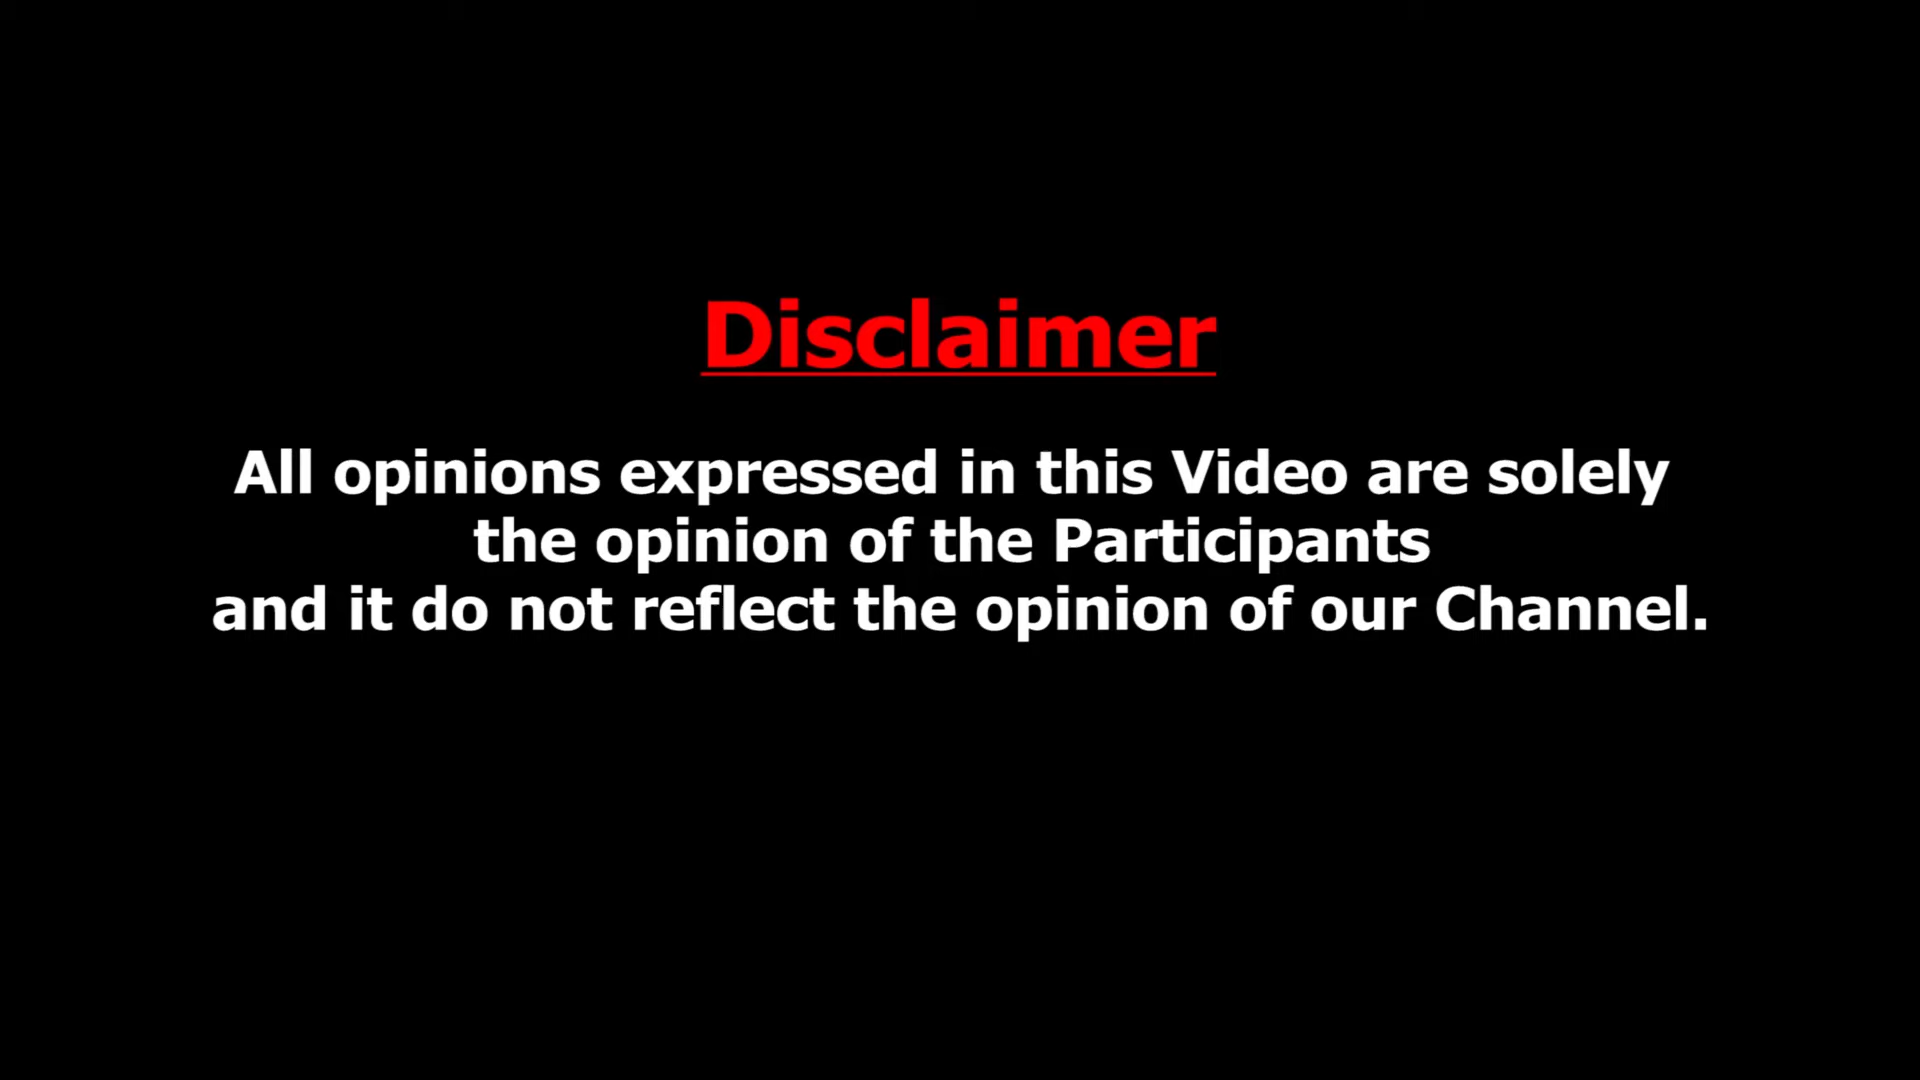 Disclaimer
All opinions expressed in this Video are solely
the opinion of the Participants
and it do not reflect the opinion of our Channel.